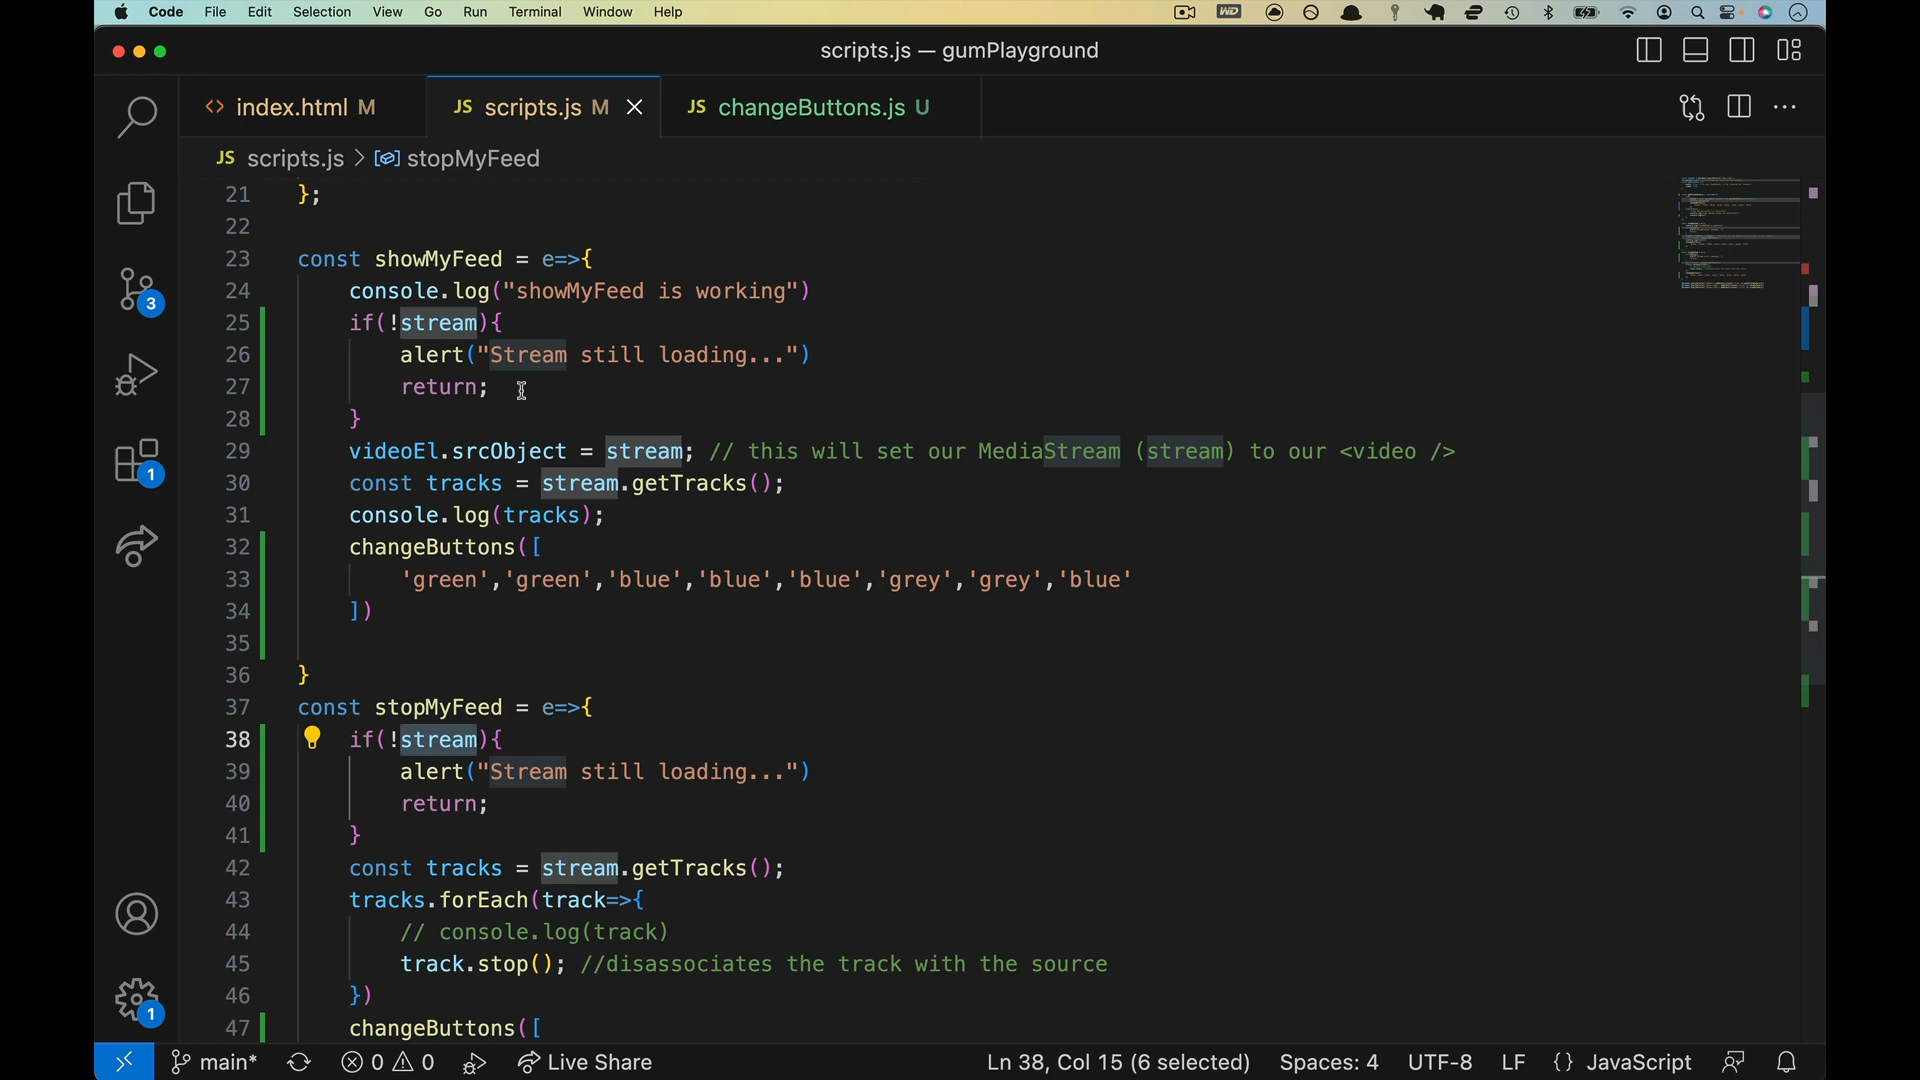 Code File Edit Selection View Go Run Terminal Window Help
WD
scripts.js — gumPlayground
<> index.html M
JS scripts.js M
JS changeButtons.js U
JS scripts.js > stopMyFeed
21 };
22
23 const showMyFeed = e=>{
24 console.log("showMyFeed is working")
25 if(!stream){
26 alert("Stream still loading...")
27 return;
28 }
29 videoEl.srcObject = stream; // this will set our MediaStream (stream) to our <video />
30 const tracks = stream.getTracks();
31 console.log(tracks);
32 changeButtons([
33 'green','green','blue','blue','blue','grey','grey','blue'
34 ])
35
36 }
37 const stopMyFeed = e=>{
38 if(!stream){
39 alert("Stream still loading...")
40 return;
41 }
42 const tracks = stream.getTracks();
43 tracks.forEach(track=>{
44 // console.log(track)
45 track.stop(); //disassociates the track with the source
46 })
47 changeButtons([
3
1
1
main* 0 0 Live Share Ln 38, Col 15 (6 selected) Spaces: 4 UTF-8 LF {} JavaScript